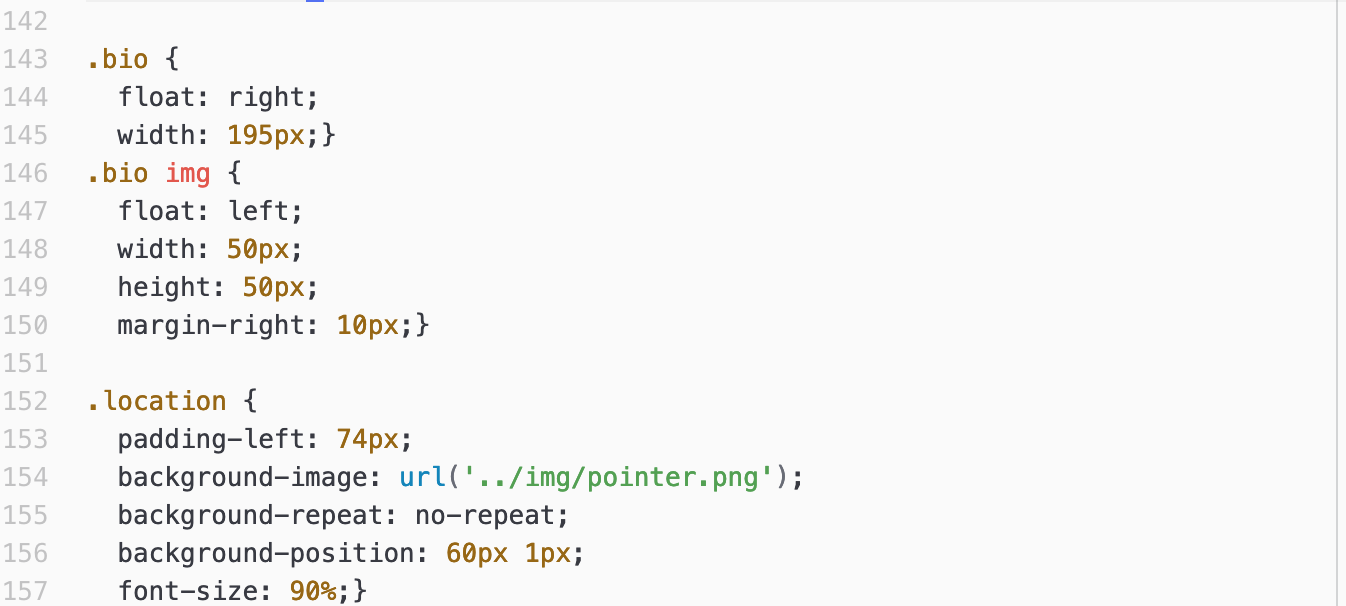 142
143 .bio {
144 float: right;
145 width: 195px;}
146 .bio img {
147 float: left;
148 width: 50px;
149 height: 50px;
150 margin-right: 10px;}
151
152 .location {
153 padding-left: 74px;
154 background-image: url('../img/pointer.png');
155 background-repeat: no-repeat;
156 background-position: 60px 1px;
157 font-size: 90%;}